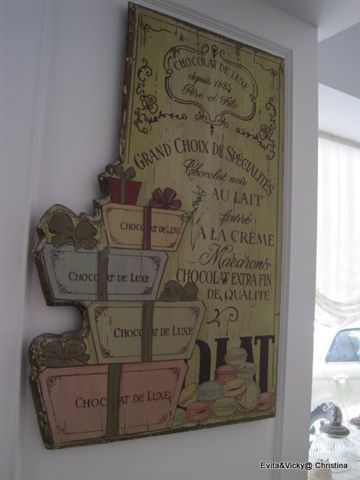 CHOCOLAT DE LUXE
depuis 1884
Père et Fils
GRAND CHOIX DE SPÉCIALITÉS
Chocolat noir
AU LAIT
fourré
A LA CRÈME
Macarons
CHOCOLAT EXTRA FIN
DE QUALITÉ
OLAT
CHOCOLAT DE LUXE
CHOCOLAT DE LUXE
CHOCOLAT DE LUXE
CHOCOLAT DE LUXE
Evita&Vicky@ Christina